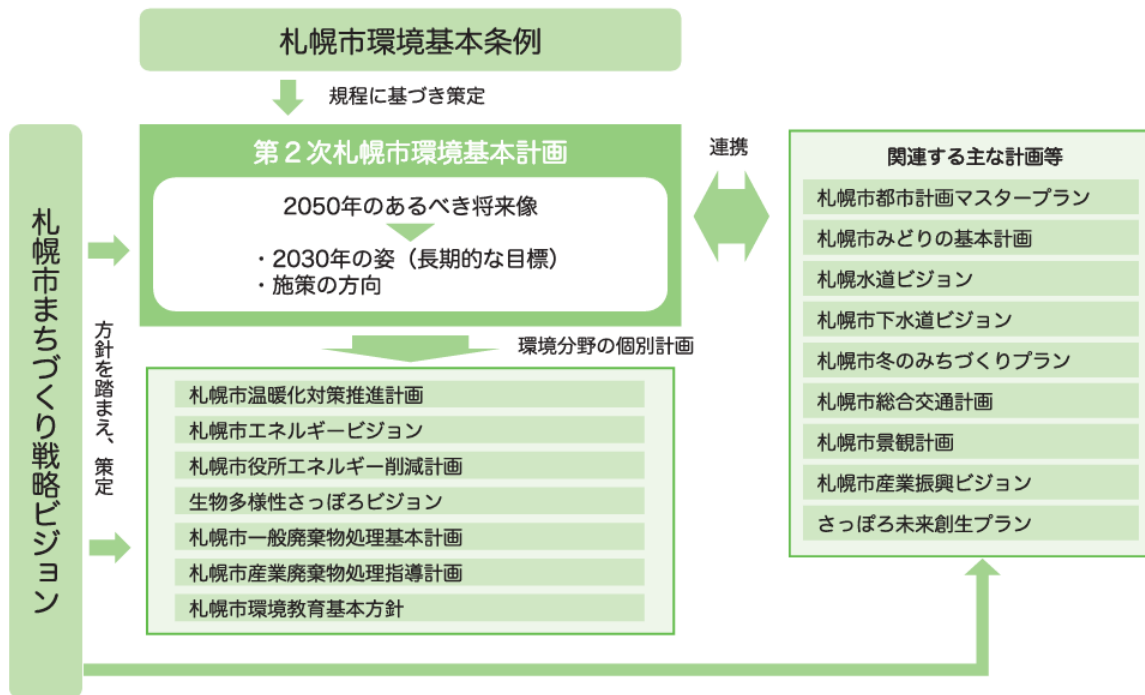 札幌市環境基本条例
規程に基づき策定
札幌市まちづくり戦略ビジョン
方針を踏まえ、策定
第2次札幌市環境基本計画
2050年のあるべき将来像
・2030年の姿（長期的な目標）
・施策の方向
連携
環境分野の個別計画
札幌市温暖化対策推進計画
札幌市エネルギービジョン
札幌市役所エネルギー削減計画
生物多様性さっぽろビジョン
札幌市一般廃棄物処理基本計画
札幌市産業廃棄物処理指導計画
札幌市環境教育基本方針
関連する主な計画等
札幌市都市計画マスタープラン
札幌市みどりの基本計画
札幌水道ビジョン
札幌市下水道ビジョン
札幌市冬のみちづくりプラン
札幌市総合交通計画
札幌市景観計画
札幌市産業振興ビジョン
さっぽろ未来創生プラン